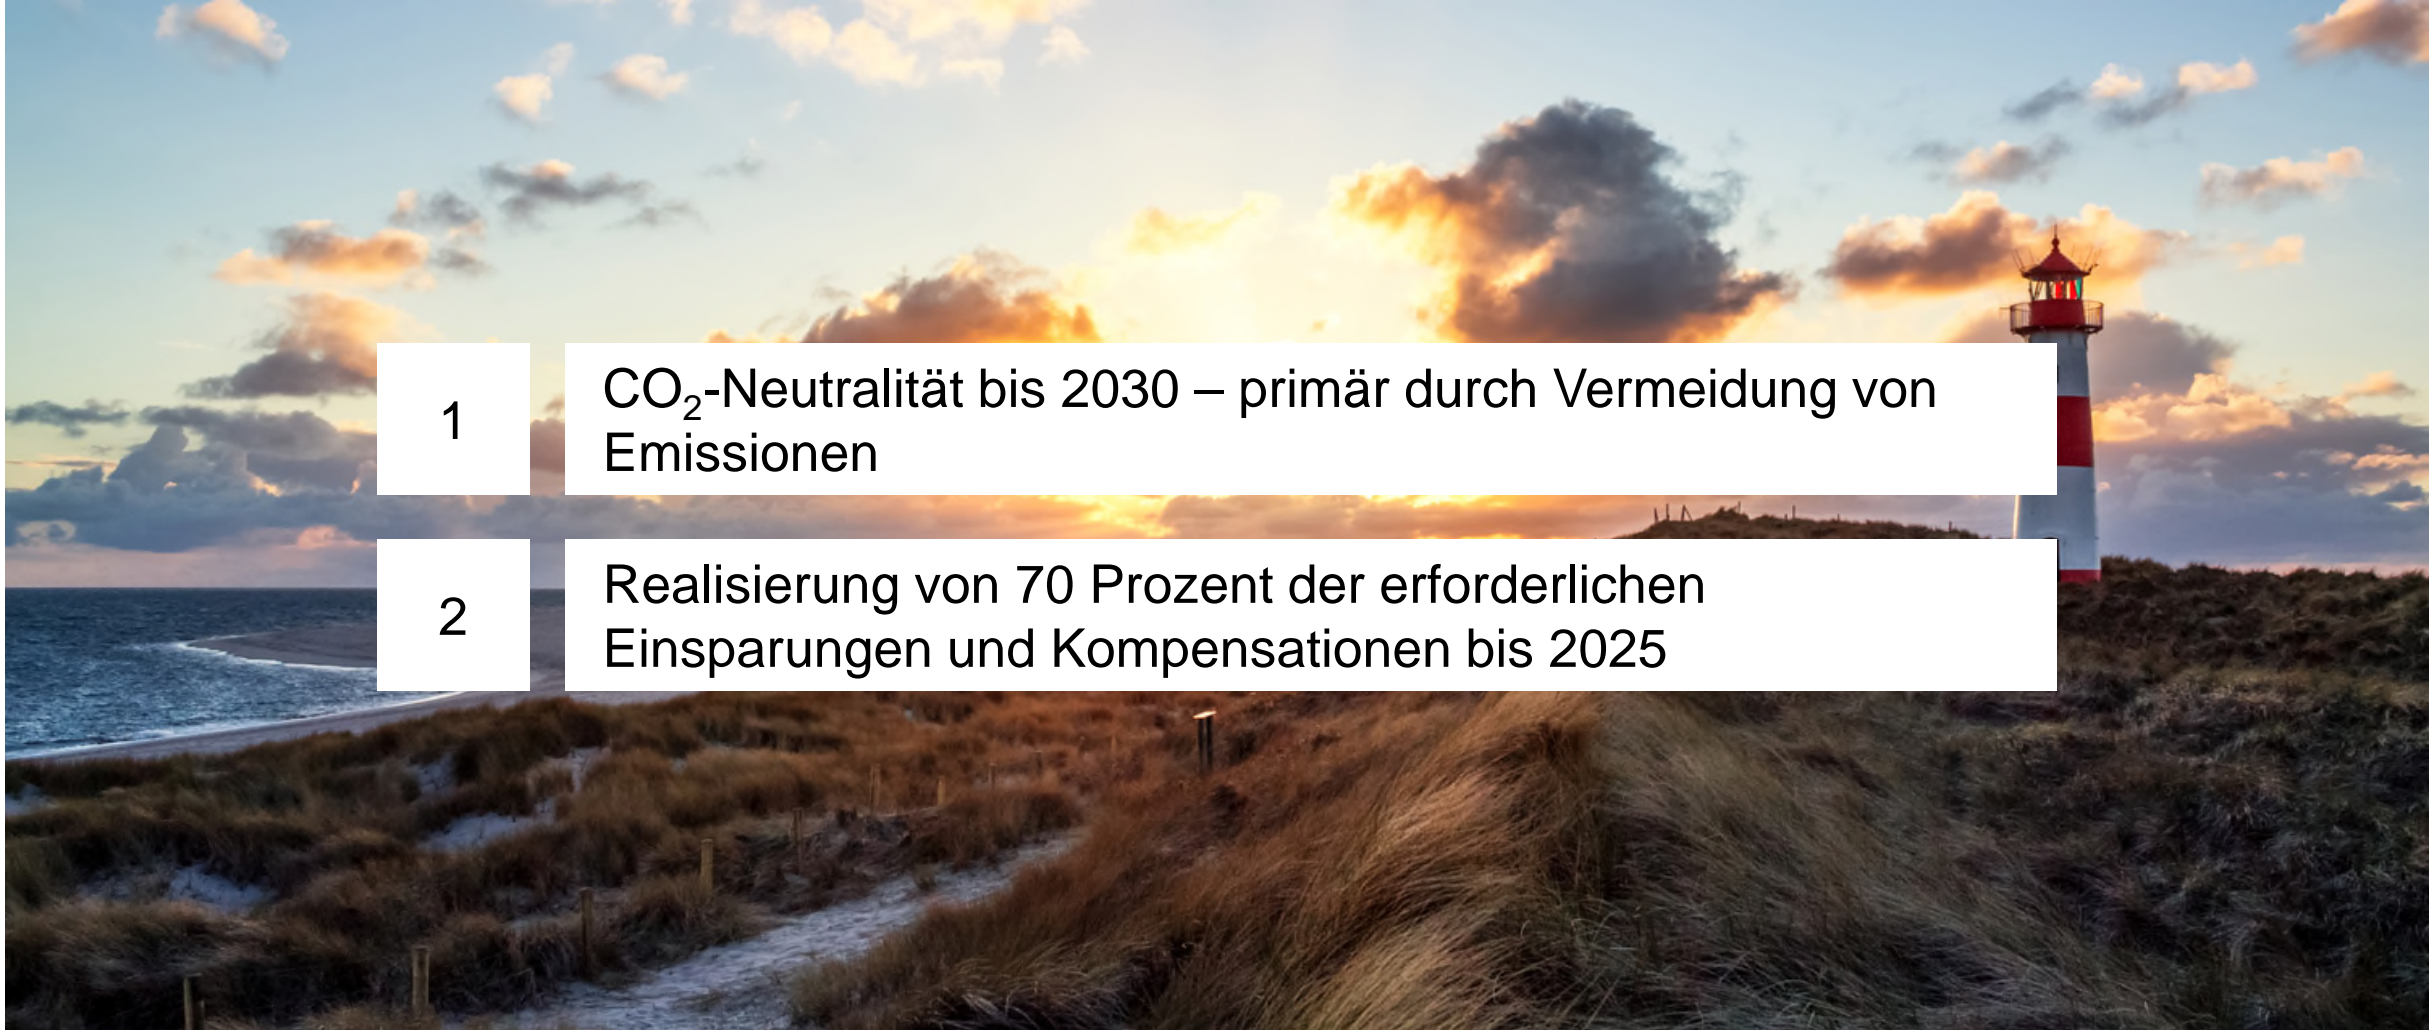 1
CO₂-Neutralität bis 2030 – primär durch Vermeidung von
Emissionen
2
Realisierung von 70 Prozent der erforderlichen
Einsparungen und Kompensationen bis 2025